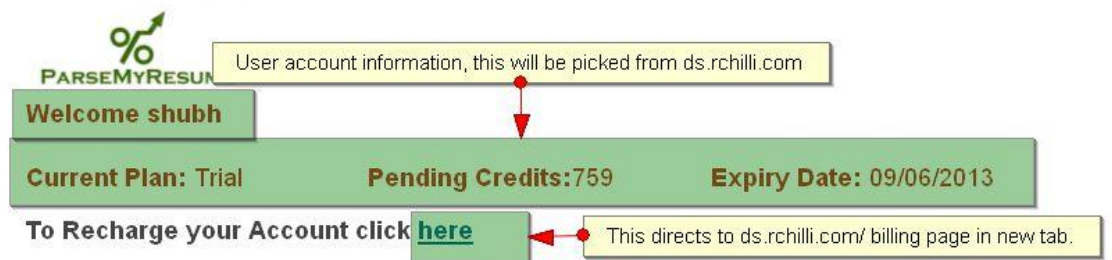 User account information, this will be picked from ds.rchilli.com
PARSEMYRESUM
Welcome shubh
Current Plan: Trial Pending Credits:759 Expiry Date: 09/06/2013
To Recharge your Account click here
This directs to ds.rchilli.com/ billing page in new tab.